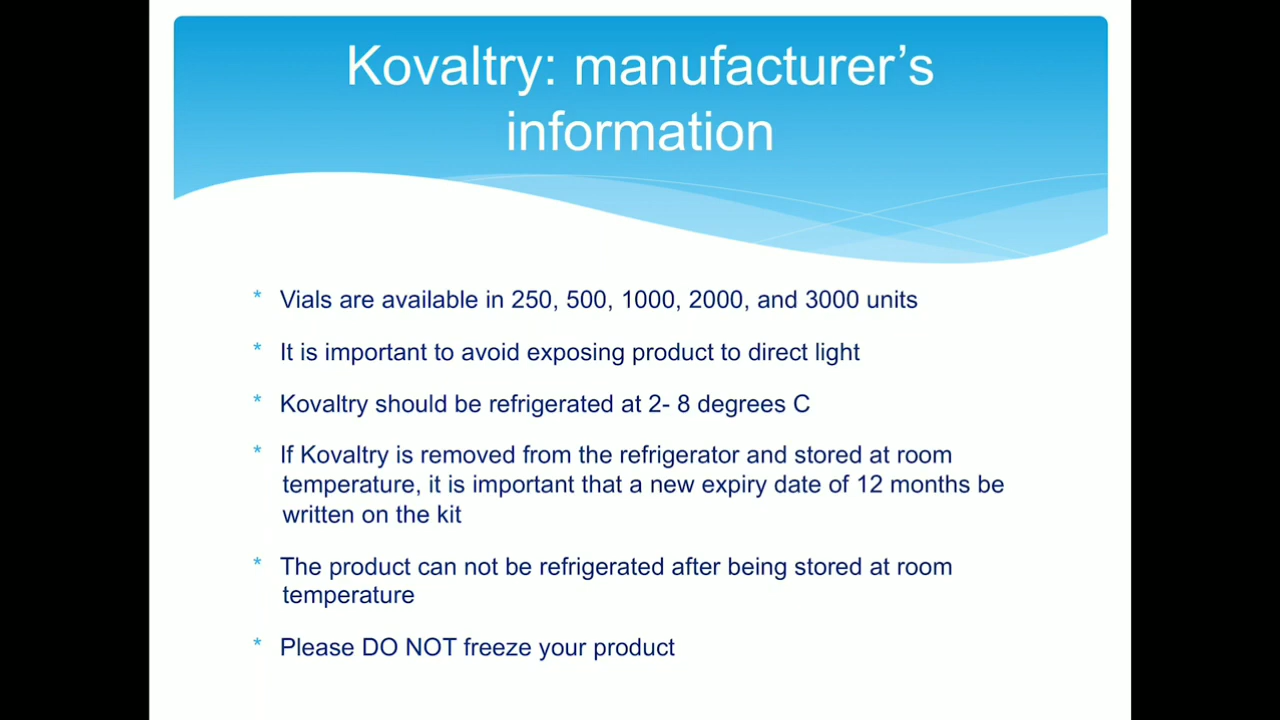 Kovaltry: manufacturer’s
information
* Vials are available in 250, 500, 1000, 2000, and 3000 units
* It is important to avoid exposing product to direct light
* Kovaltry should be refrigerated at 2- 8 degrees C
* If Kovaltry is removed from the refrigerator and stored at room
temperature, it is important that a new expiry date of 12 months be
written on the kit
* The product can not be refrigerated after being stored at room
temperature
* Please DO NOT freeze your product